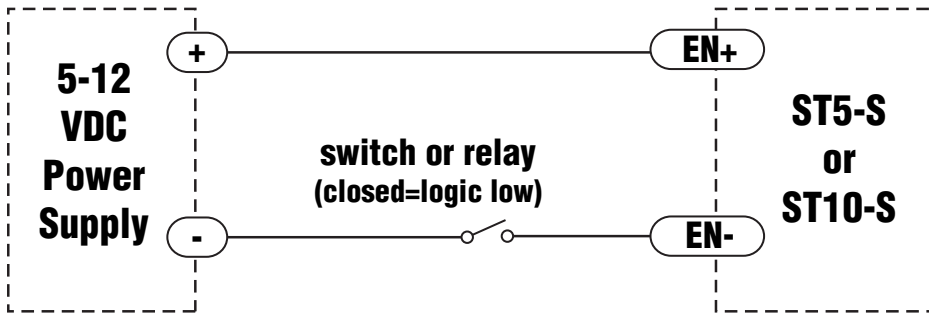 5-12
VDC
Power
Supply
+
-
switch or relay
(closed=logic low)
EN+
EN-
ST5-S
or
ST10-S